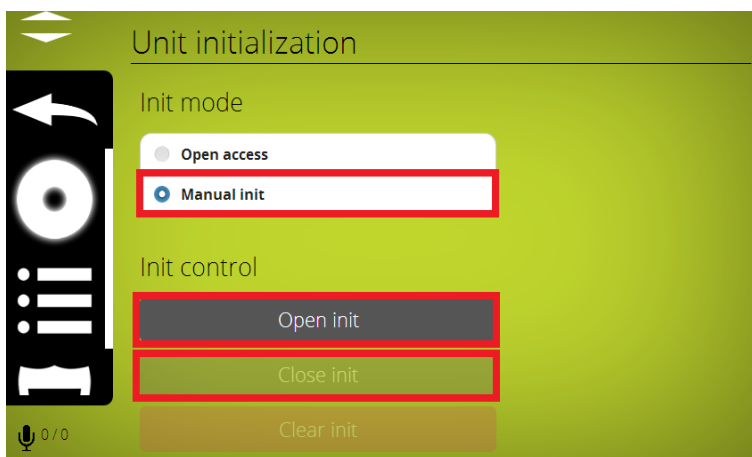 Unit initialization
Init mode
Open access
Manual init
Init control
Open init
Close init
Clear init
0/0